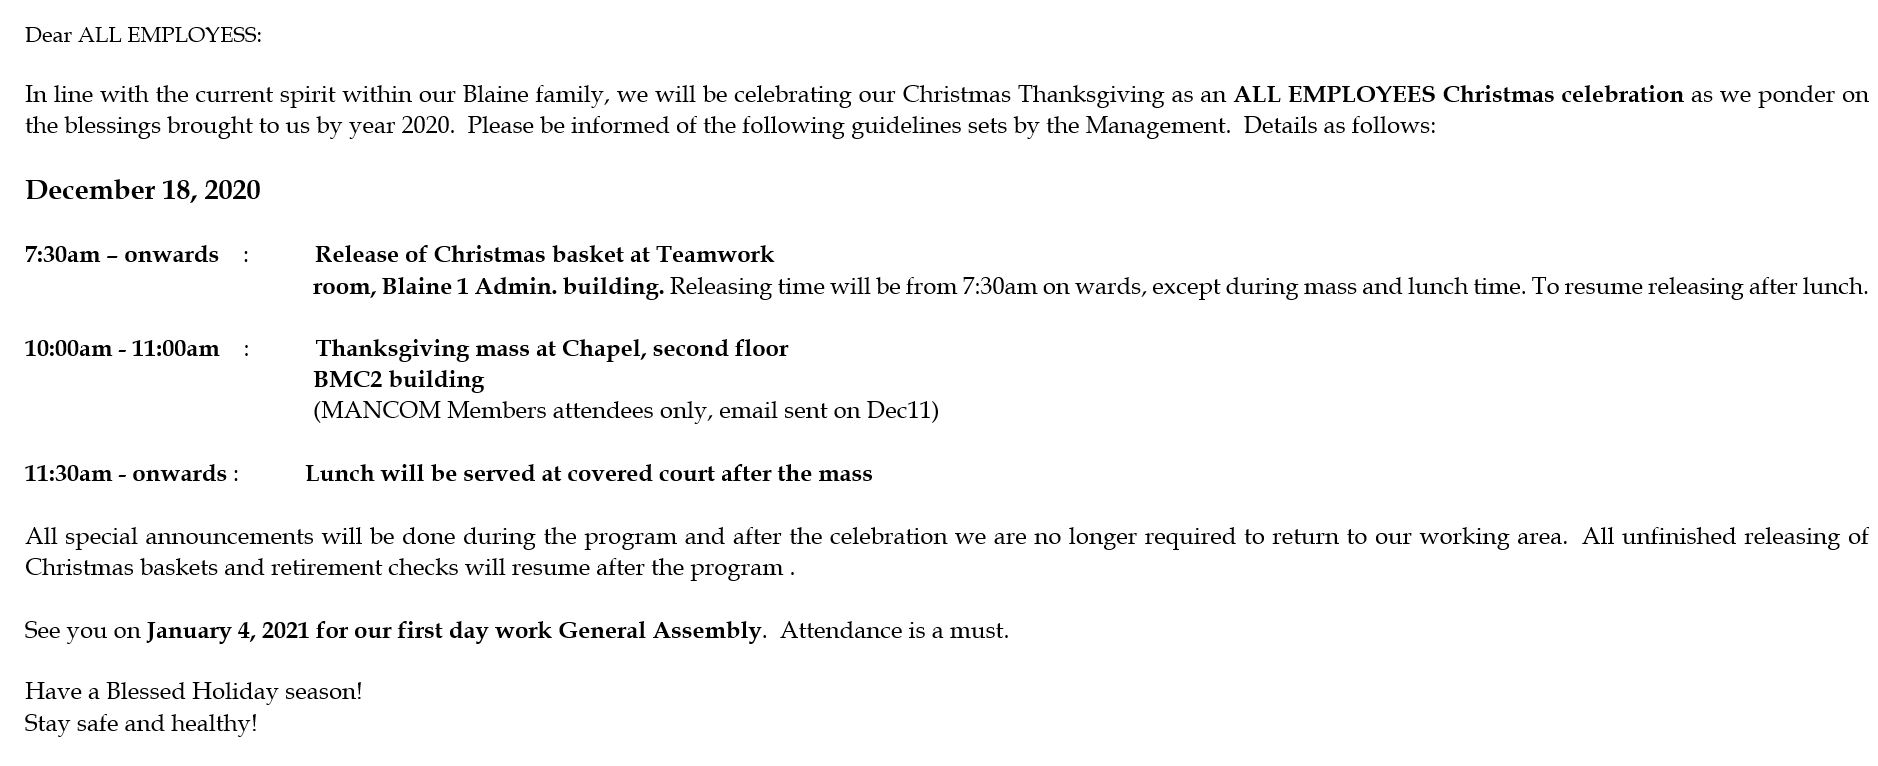 Dear ALL EMPLOYESS:
In line with the current spirit within our Blaine family, we will be celebrating our Christmas Thanksgiving as an ALL EMPLOYEES Christmas celebration as we ponder on
the blessings brought to us by year 2020.  Please be informed of the following guidelines sets by the Management.  Details as follows:
December 18, 2020
7:30am – onwards : Release of Christmas basket at Teamwork
room, Blaine 1 Admin. building. Releasing time will be from 7:30am on wards, except during mass and lunch time. To resume releasing after lunch.
10:00am - 11:00am : Thanksgiving mass at Chapel, second floor
BMC2 building
(MANCOM Members attendees only, email sent on Dec11)
11:30am - onwards : Lunch will be served at covered court after the mass
All special announcements will be done during the program and after the celebration we are no longer required to return to our working area.  All unfinished releasing of
Christmas baskets and retirement checks will resume after the program .
See you on January 4, 2021 for our first day work General Assembly.  Attendance is a must.
Have a Blessed Holiday season!
Stay safe and healthy!